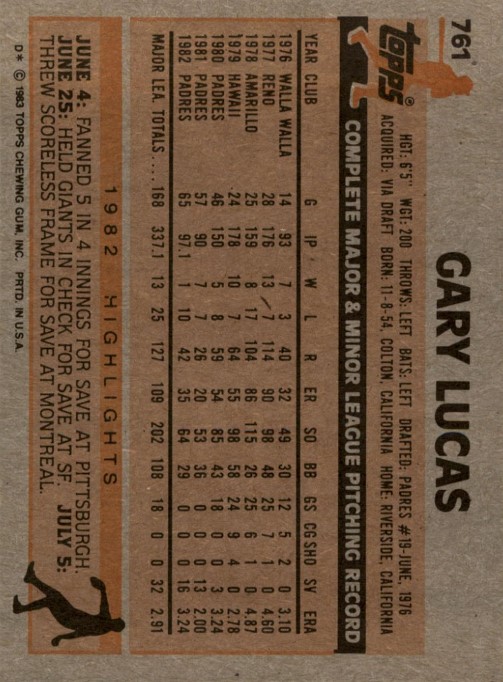 761
topps®
GARY LUCAS
HGT: 6'5" WGT: 200 THROWS: LEFT BATS: LEFT DRAFTED: PADRES #19-JUNE, 1976
ACQUIRED: VIA DRAFT BORN: 11-8-54, COLTON, CALIFORNIA HOME: RIVERSIDE, CALIFORNIA
COMPLETE MAJOR & MINOR LEAGUE PITCHING RECORD
YEAR CLUB G IP W L R ER SO BB GS CG SHO SV ERA
1976 WALLA WALLA 14 93 7 3 40 32 49 30 12 5 2 0 3.10
1977 RENO 28 176 13 7 114 90 98 48 25 7 1 0 4.60
1978 AMARILLO 25 159 8 17 104 86 115 26 25 6 1 0 4.87
1979 HAWAII 24 178 10 7 64 55 98 58 24 9 4 0 2.78
1980 PADRES 46 150 5 8 59 54 85 43 18 0 0 3 3.24
1981 PADRES 57 90 7 7 26 20 53 36 0 0 0 13 2.00
1982 PADRES 65 97.1 1 10 42 35 64 29 0 0 0 16 3.24
MAJOR LEA. TOTALS.... 168 337.1 13 25 127 109 202 108 18 0 0 32 2.91
1982 HIGHLIGHTS
JUNE 4: FANNED 5 IN 4 INNINGS FOR SAVE AT PITTSBURGH.
JUNE 25: HELD GIANTS IN CHECK FOR SAVE AT SF. JULY 5:
THREW SCORELESS FRAME FOR SAVE AT MONTREAL.
D* © 1983 TOPPS CHEWING GUM, INC. PRTD. IN U.S.A.